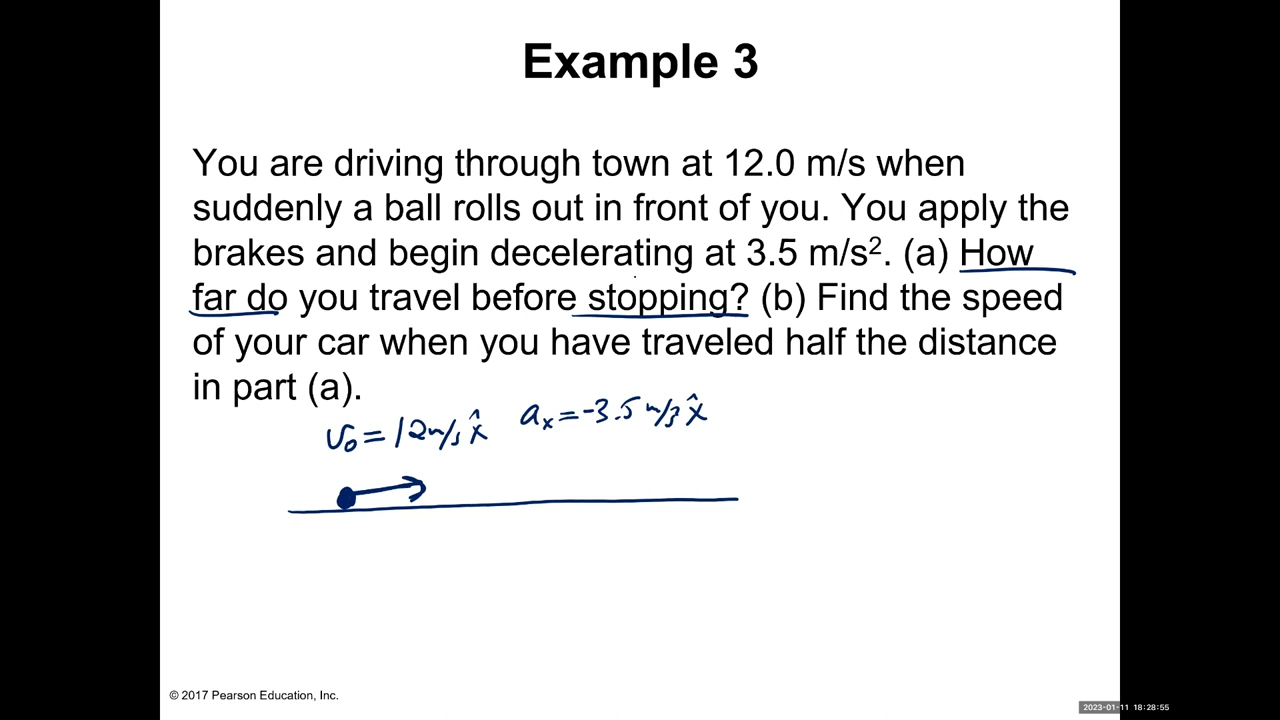 Example 3
You are driving through town at 12.0 m/s when
suddenly a ball rolls out in front of you. You apply the
brakes and begin decelerating at 3.5 m/s². (a) How
far do you travel before stopping? (b) Find the speed
of your car when you have traveled half the distance
in part (a).
v₀ = 12 m/s x̂ aₓ = -3.5 m/s² x̂
© 2017 Pearson Education, Inc.
2023-01-11 18:28:55